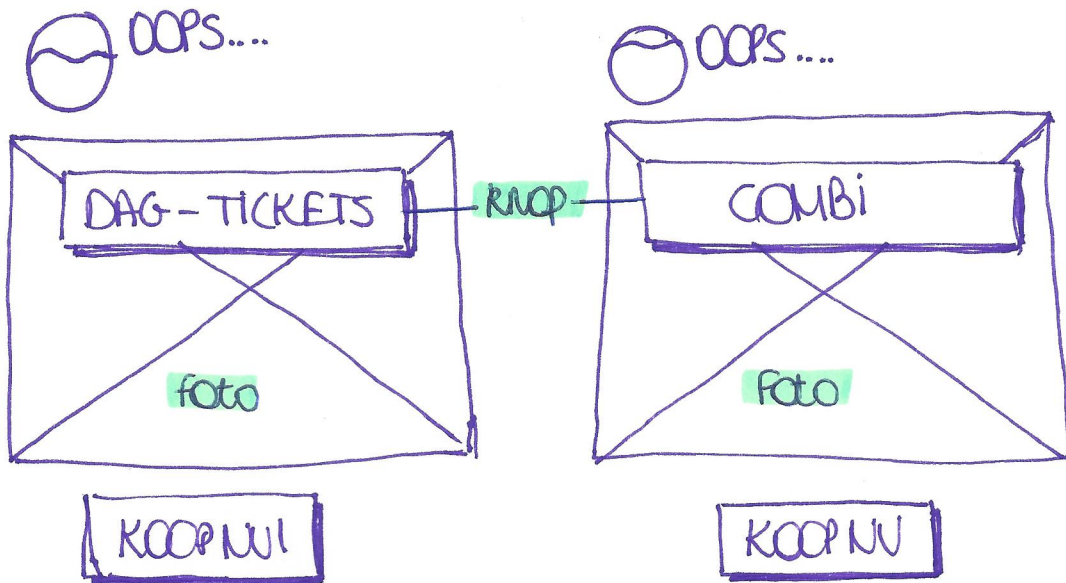 OOPS....
OOPS....
DAG-TICKETS
KNOP
COMBi
foto
Foto
KOOP NU!
KOOP NU